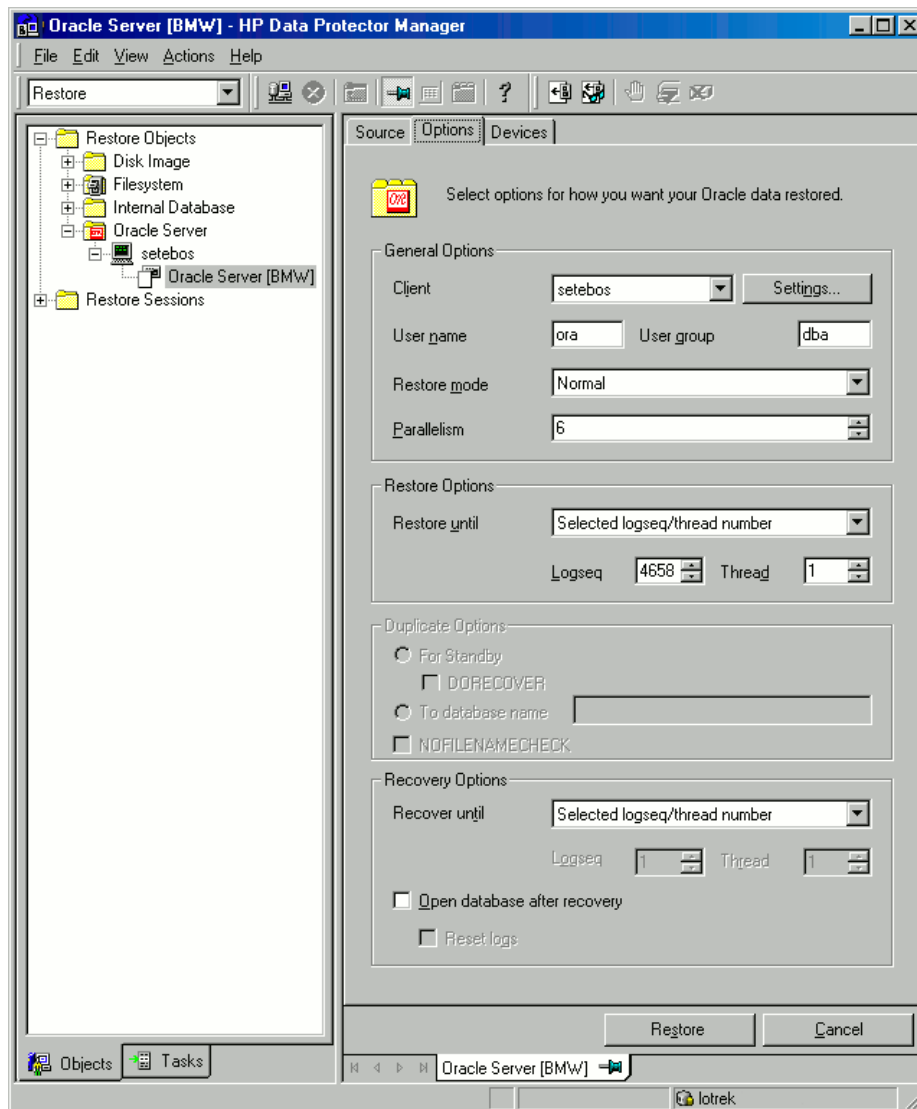 Oracle Server [BMW] - HP Data Protector Manager
File Edit View Actions Help
Restore
Restore Objects
Disk Image
Filesystem
Internal Database
Oracle Server
setebos
Oracle Server [BMW]
Restore Sessions
Objects Tasks
Source Options Devices
Select options for how you want your Oracle data restored.
General Options
Client setebos Settings...
User name ora User group dba
Restore mode Normal
Parallelism 6
Restore Options
Restore until Selected logseq/thread number
Logseq 4658 Thread 1
Duplicate Options
For Standby
DORECOVER
To database name
NOFILENAMECHECK
Recovery Options
Recover until Selected logseq/thread number
Logseq 1 Thread 1
Open database after recovery
Reset logs
Restore Cancel
Oracle Server [BMW]
lotrek